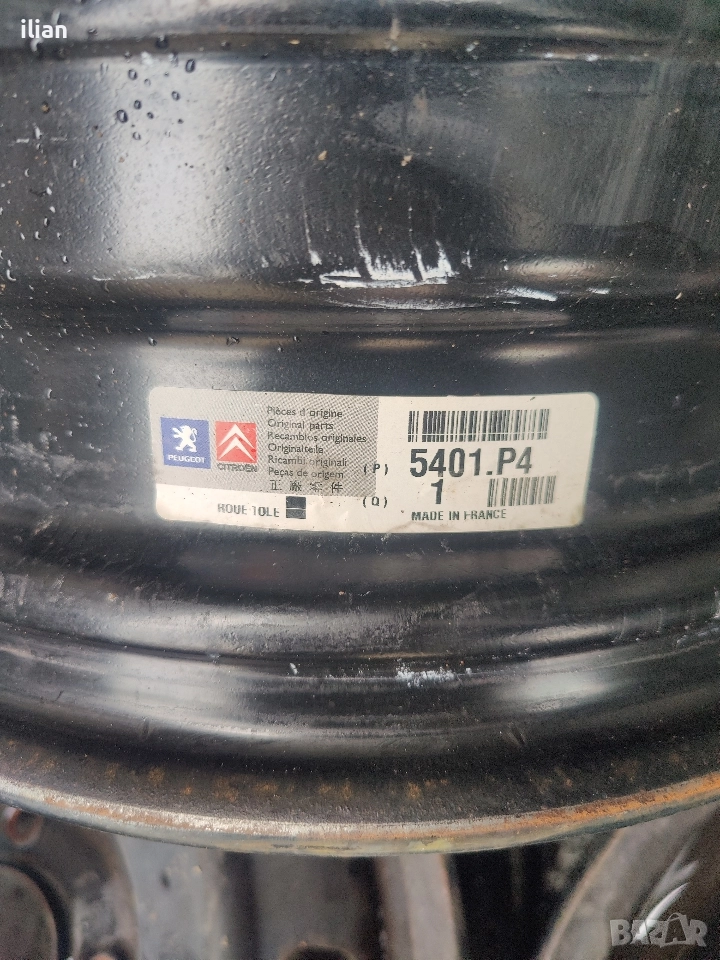 ilian
Pièces d'origine
Original parts
Recambios originales
Originalteile
Ricambi originali
Peças de origem
正 廠 零 件
PEUGEOT
CITROËN
(P) 5401.P4
(Q) 1
ROUE TOLE
MADE IN FRANCE
BAZAR